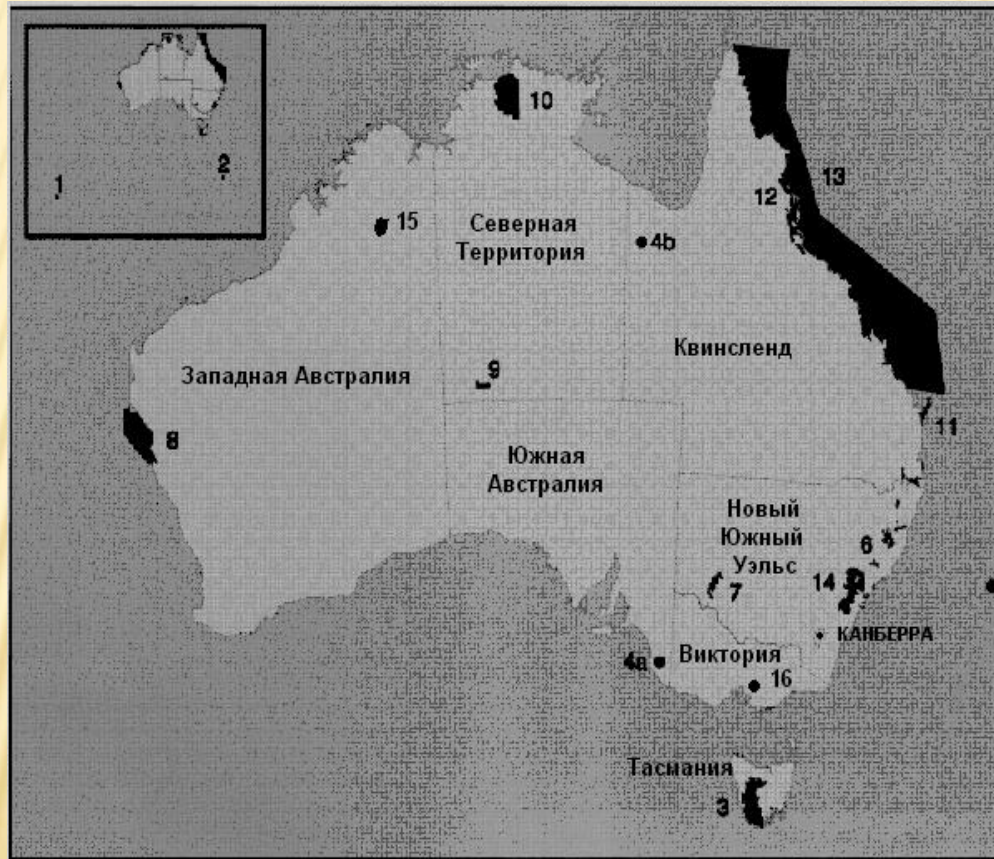 1
2
10
13
12
15
Северная
Территория
4b
Квинсленд
9
Западная Австралия
11
8
Южная
Австралия
Новый
Южный
Уэльс
6
14
7
КАНБЕРРА
Виктория
4a
16
Тасмания
3